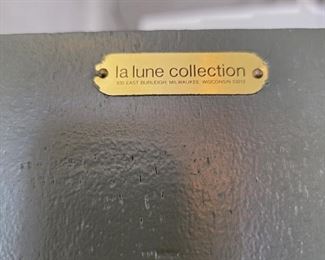 la lune collection
930 EAST BURLEIGH, MILWAUKEE, WISCONSIN 53212